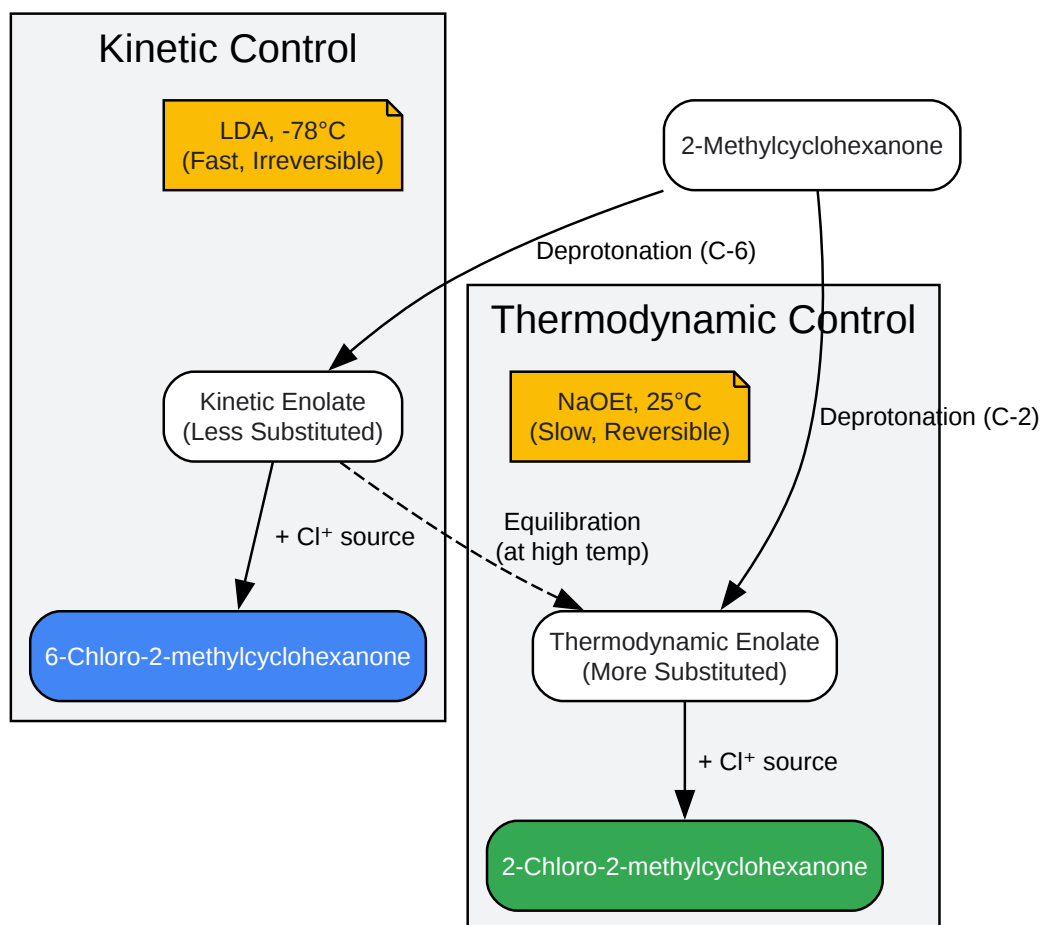 Kinetic Control
LDA, -78°C
(Fast, Irreversible)
2-Methylcyclohexanone
Deprotonation (C-6)
Thermodynamic Control
Kinetic Enolate
(Less Substituted)
NaOEt, 25°C
(Slow, Reversible)
Deprotonation (C-2)
+ Cl⁺ source
Equilibration
(at high temp)
6-Chloro-2-methylcyclohexanone
Thermodynamic Enolate
(More Substituted)
+ Cl⁺ source
2-Chloro-2-methylcyclohexanone